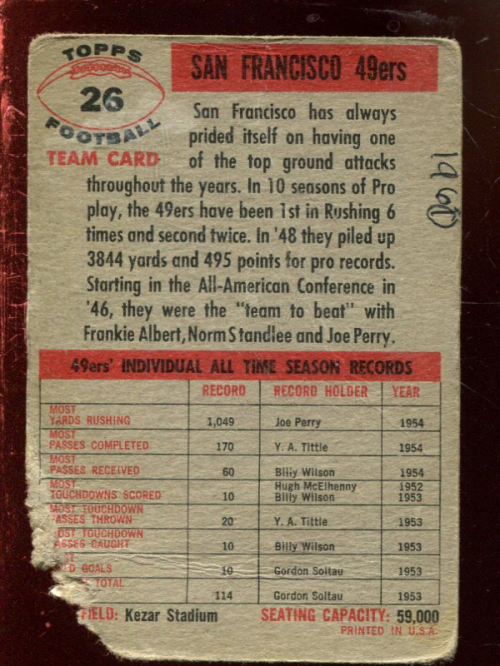 TOPPS
26
FOOTBALL
TEAM CARD
SAN FRANCISCO 49ers
San Francisco has always
prided itself on having one
of the top ground attacks
throughout the years. In 10 seasons of Pro
play, the 49ers have been 1st in Rushing 6
times and second twice. In '48 they piled up
3844 yards and 495 points for pro records.
Starting in the All-American Conference in
'46, they were the "team to beat" with
Frankie Albert, Norm Standlee and Joe Perry.
1960
49ers' INDIVIDUAL ALL TIME SEASON RECORDS
RECORD RECORD HOLDER YEAR
MOST
YARDS RUSHING 1,049 Joe Perry 1954
MOST
PASSES COMPLETED 170 Y. A. Tittle 1954
MOST
PASSES RECEIVED 60 Billy Wilson 1954
MOST Hugh McElhenny 1952
TOUCHDOWNS SCORED 10 Billy Wilson 1953
MOST TOUCHDOWN
ASSES THROWN 20 Y. A. Tittle 1953
OST TOUCHDOWN
ASSES CAUGHT 10 Billy Wilson 1953
T
D GOALS 10 Gordon Soltau 1953
TOTAL
114 Gordon Soltau 1953
FIELD: Kezar Stadium SEATING CAPACITY: 59,000
PRINTED IN U.S.A.